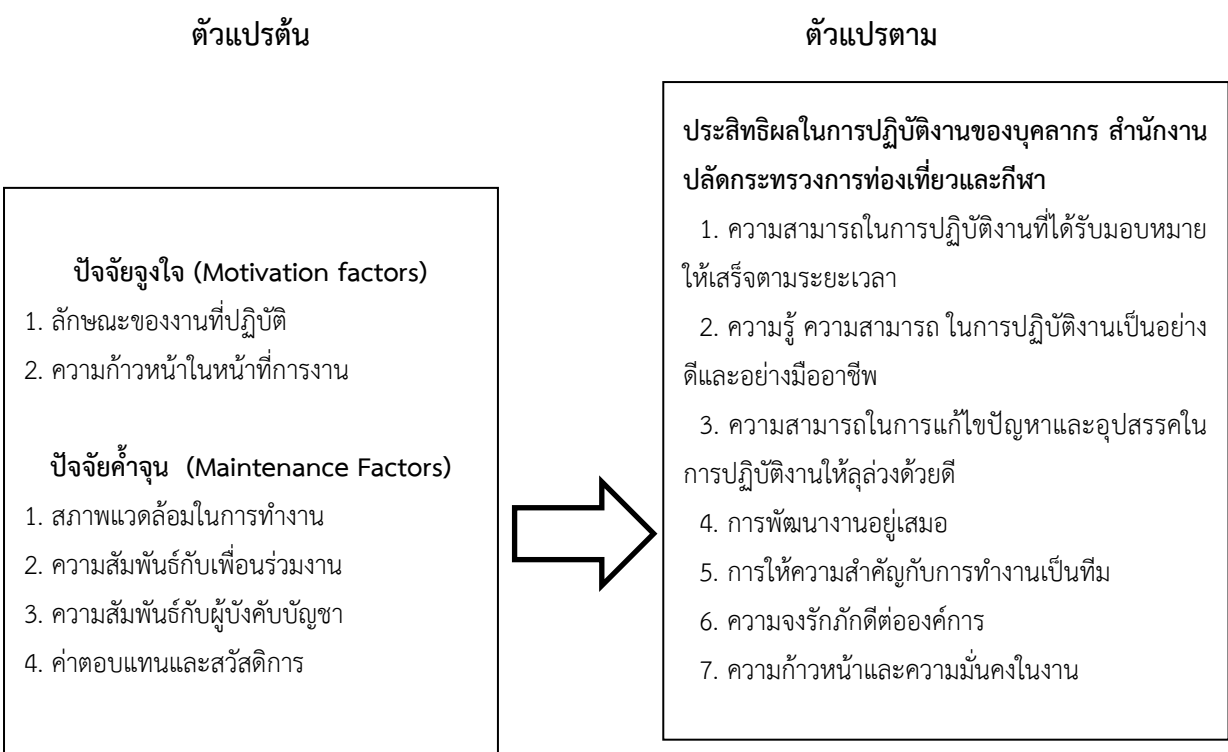 ตัวแปรต้น
ตัวแปรตาม
ปัจจัยจูงใจ (Motivation factors)
1. ลักษณะของงานที่ปฏิบัติ
2. ความก้าวหน้าในหน้าที่การงาน
ปัจจัยค้ำจุน (Maintenance Factors)
1. สภาพแวดล้อมในการทำงาน
2. ความสัมพันธ์กับเพื่อนร่วมงาน
3. ความสัมพันธ์กับผู้บังคับบัญชา
4. ค่าตอบแทนและสวัสดิการ
ประสิทธิผลในการปฏิบัติงานของบุคลากร สำนักงาน
ปลัดกระทรวงการท่องเที่ยวและกีฬา
1. ความสามารถในการปฏิบัติงานที่ได้รับมอบหมาย
ให้เสร็จตามระยะเวลา
2. ความรู้ ความสามารถ ในการปฏิบัติงานเป็นอย่าง
ดีและอย่างมืออาชีพ
3. ความสามารถในการแก้ไขปัญหาและอุปสรรคใน
การปฏิบัติงานให้ลุล่วงด้วยดี
4. การพัฒนางานอยู่เสมอ
5. การให้ความสำคัญกับการทำงานเป็นทีม
6. ความจงรักภักดีต่อองค์การ
7. ความก้าวหน้าและความมั่นคงในงาน